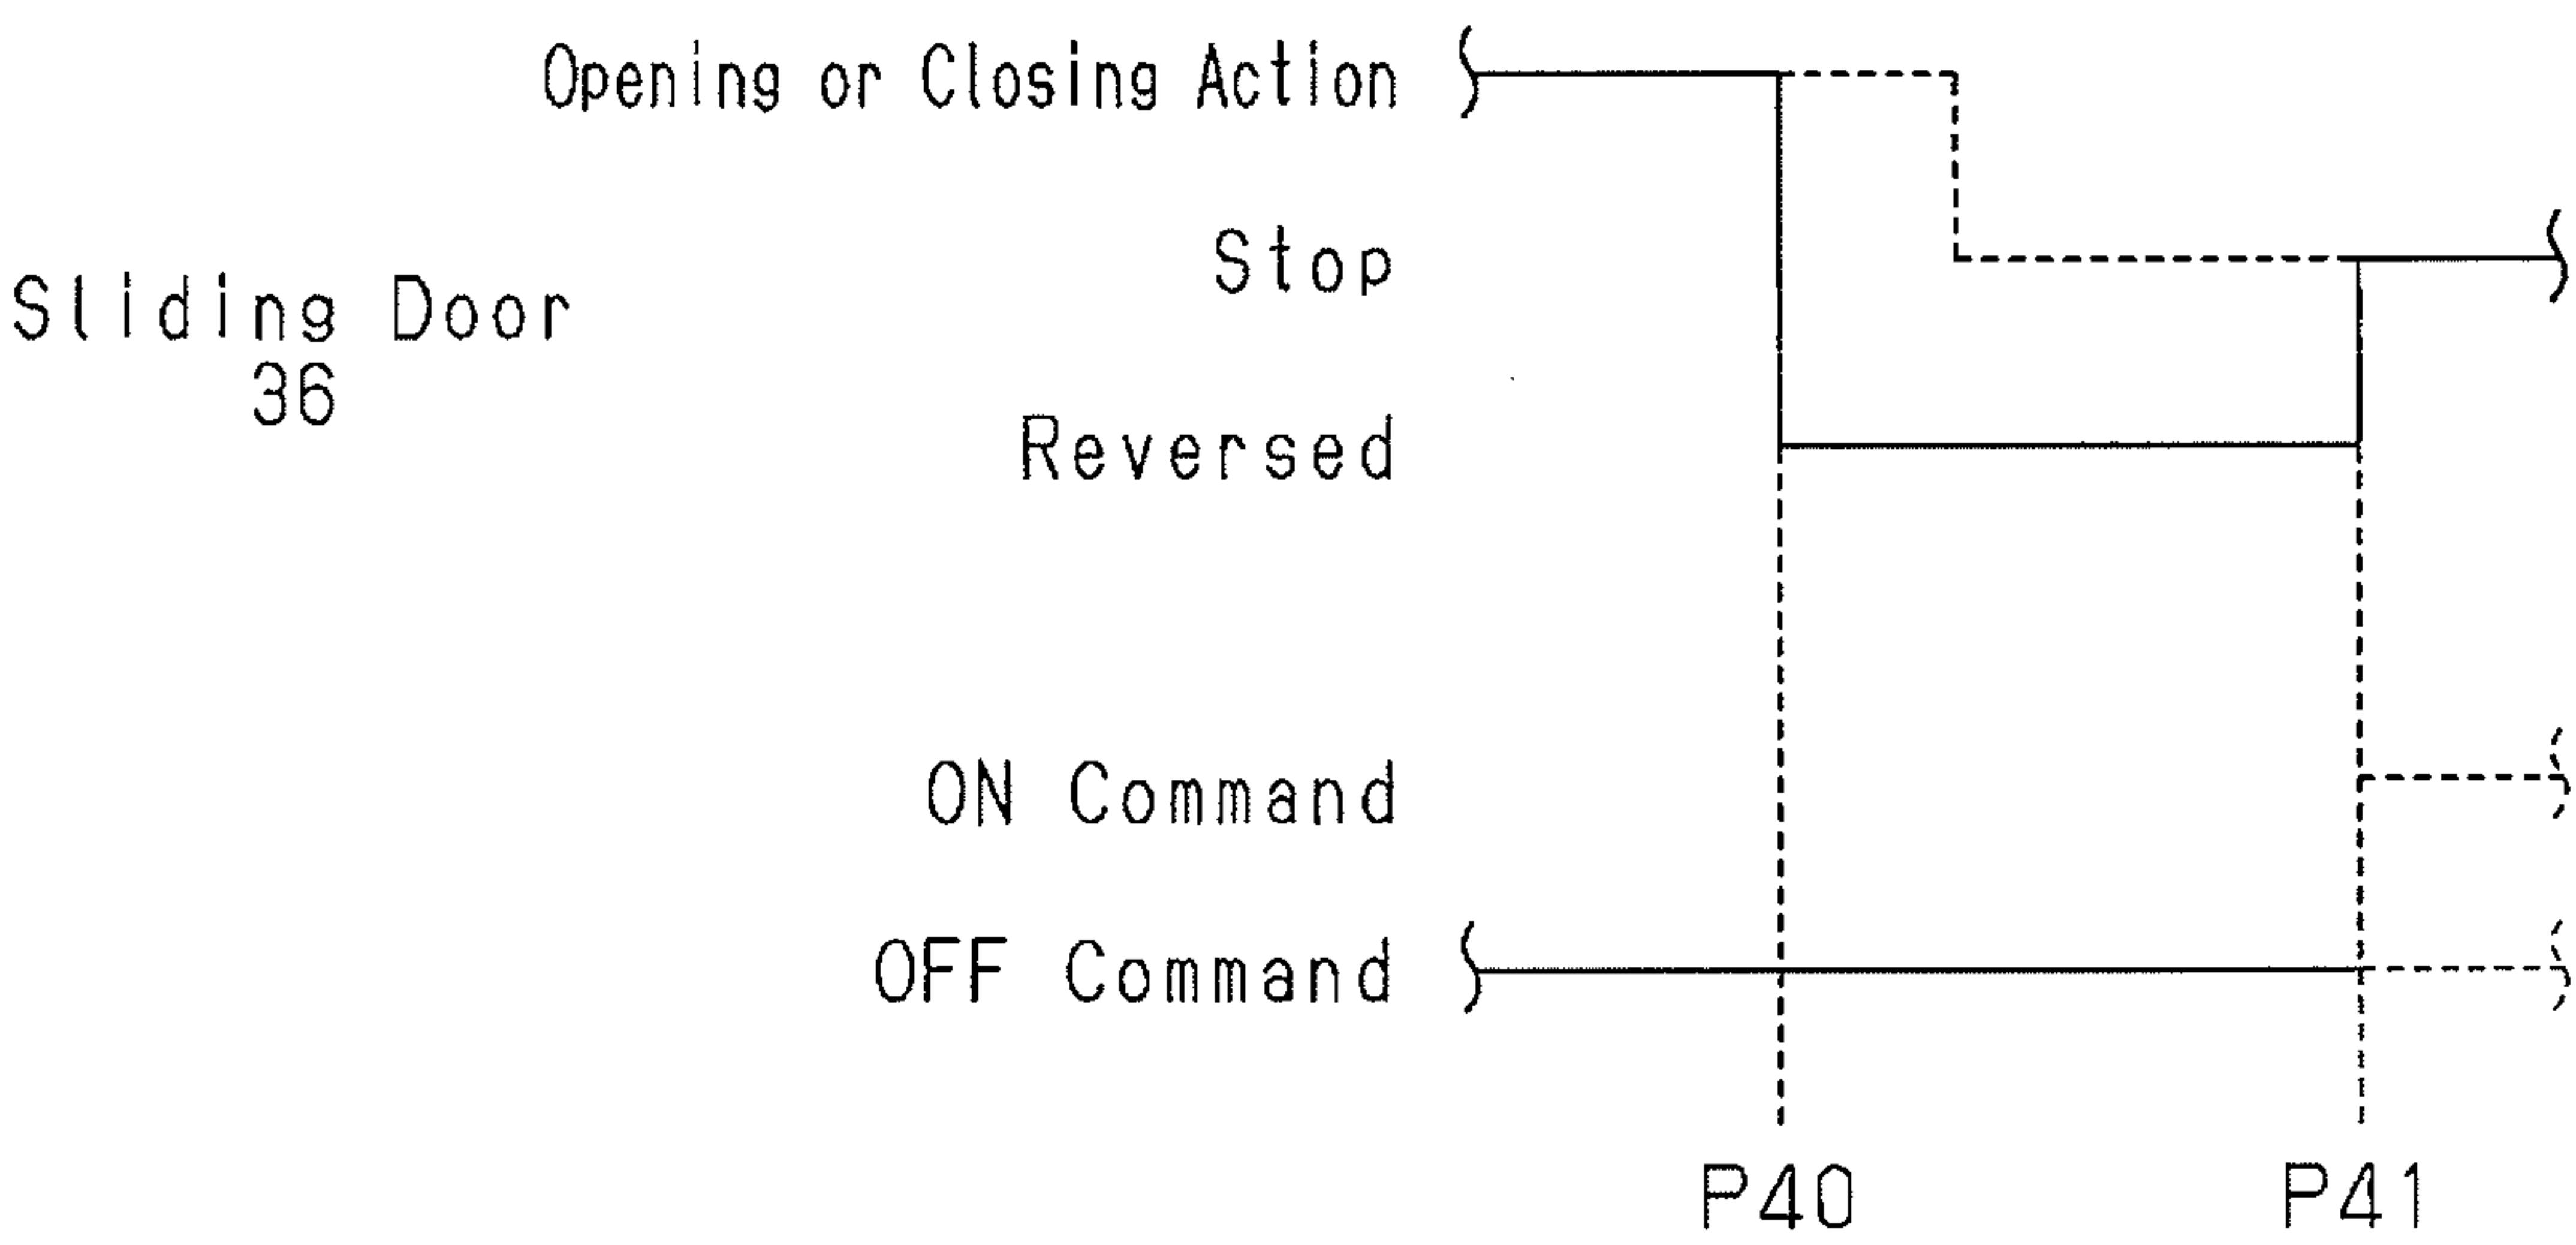 Opening or Closing Action
Stop
Sliding Door
36
Reversed
ON Command
OFF Command
P40
P41